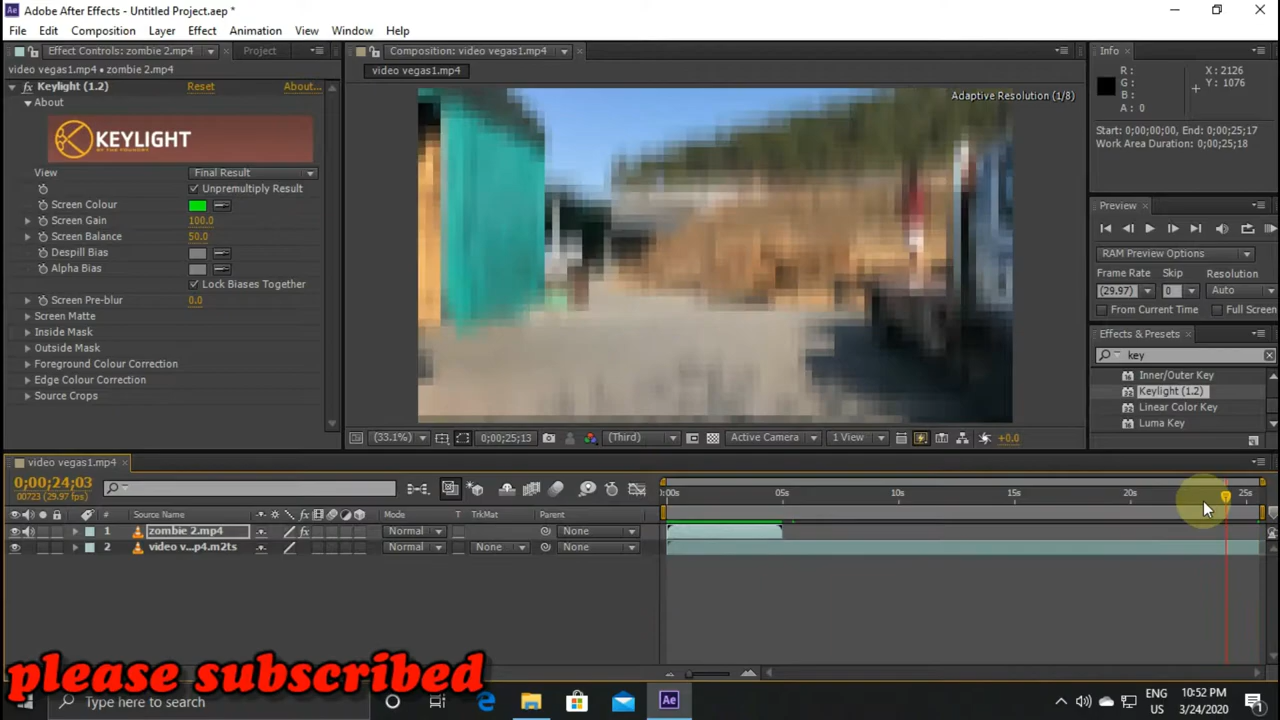 Adobe After Effects - Untitled Project.aep *
File Edit Composition Layer Effect Animation View Window Help
Effect Controls: zombie 2.mp4 Project
video vegas1.mp4 • zombie 2.mp4
Keylight (1.2) Reset About...
About
KEYLIGHT
BY THE FOUNDRY
View Final Result
Unpremultiply Result
Screen Colour
Screen Gain 100.0
Screen Balance 50.0
Despill Bias
Alpha Bias
Lock Biases Together
Screen Pre-blur 0.0
Screen Matte
Inside Mask
Outside Mask
Foreground Colour Correction
Edge Colour Correction
Source Crops
Composition: video vegas1.mp4
video vegas1.mp4
Adaptive Resolution (1/8)
(33.1%) 0;00;25;13 (Third) Active Camera 1 View +0.0
Info
R: X: 2126
G: Y: 1076
B:
A: 0
Start: 0;00;00;00, End: 0;00;25;17
Work Area Duration: 0;00;25;18
Preview
RAM Preview Options
Frame Rate Skip Resolution
(29.97) 0 Auto
From Current Time Full Screen
Effects & Presets
key
Inner/Outer Key
Keylight (1.2)
Linear Color Key
Luma Key
video vegas1.mp4
0;00;24;03
00723 (29.97 fps)
# Source Name Mode T TrkMat Parent
1 zombie 2.mp4 Normal None
2 video v...p4.m2ts Normal None None
:00s 05s 10s 15s 20s 25s
please subscribed
Type here to search
Ae
ENG
US
10:52 PM
3/24/2020
1